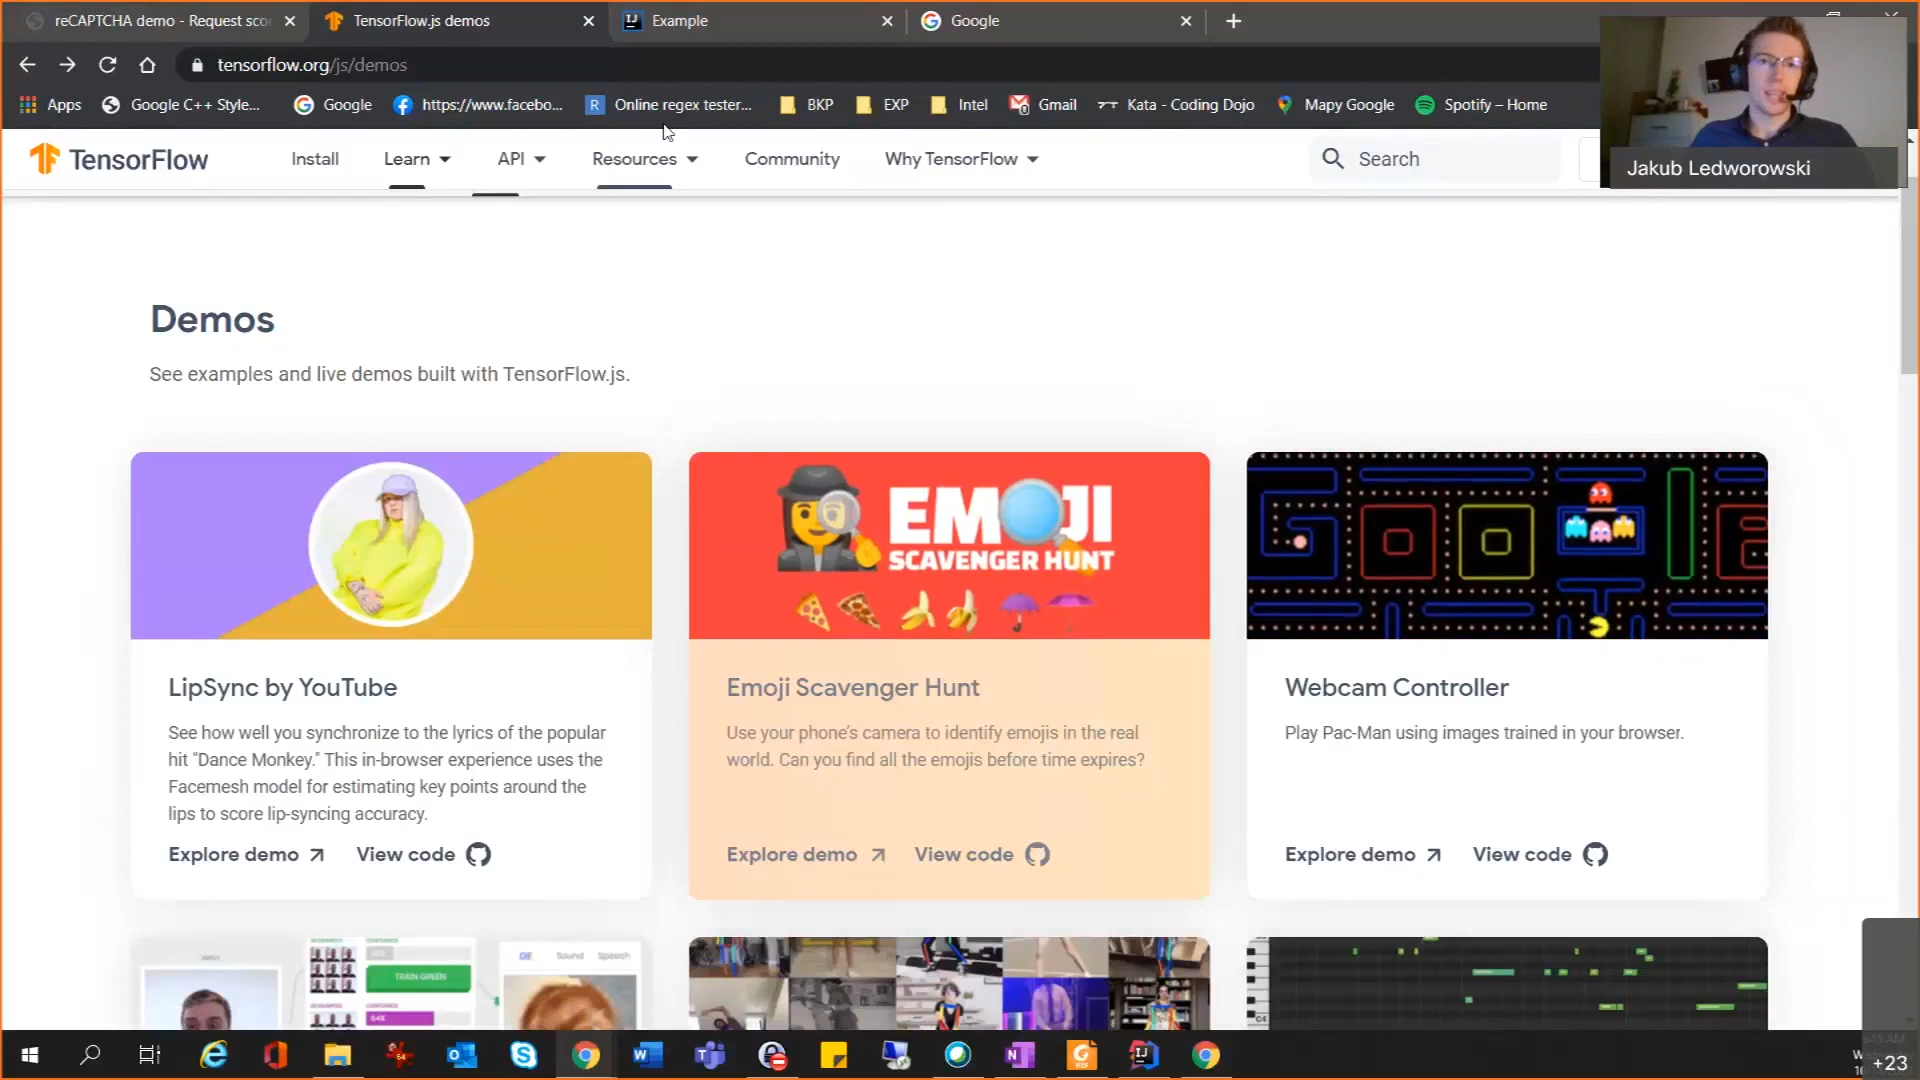 reCAPTCHA demo - Request sco
TensorFlow.js demos
Example
Google
tensorflow.org/js/demos
Apps
Google C++ Style...
Google
https://www.facebo...
Online regex tester...
BKP
EXP
Intel
Gmail
Kata - Coding Dojo
Mapy Google
Spotify – Home
TensorFlow
Install
Learn
API
Resources
Community
Why TensorFlow
Search
Jakub Ledworowski
Demos
See examples and live demos built with TensorFlow.js.
EMOJI
SCAVENGER HUNT
LipSync by YouTube
See how well you synchronize to the lyrics of the popular
hit "Dance Monkey." This in-browser experience uses the
Facemesh model for estimating key points around the
lips to score lip-syncing accuracy.
Explore demo
View code
Emoji Scavenger Hunt
Use your phone's camera to identify emojis in the real
world. Can you find all the emojis before time expires?
Explore demo
View code
Webcam Controller
Play Pac-Man using images trained in your browser.
Explore demo
View code
TRAIN GREEN
GIF
Sound
Speech
+23